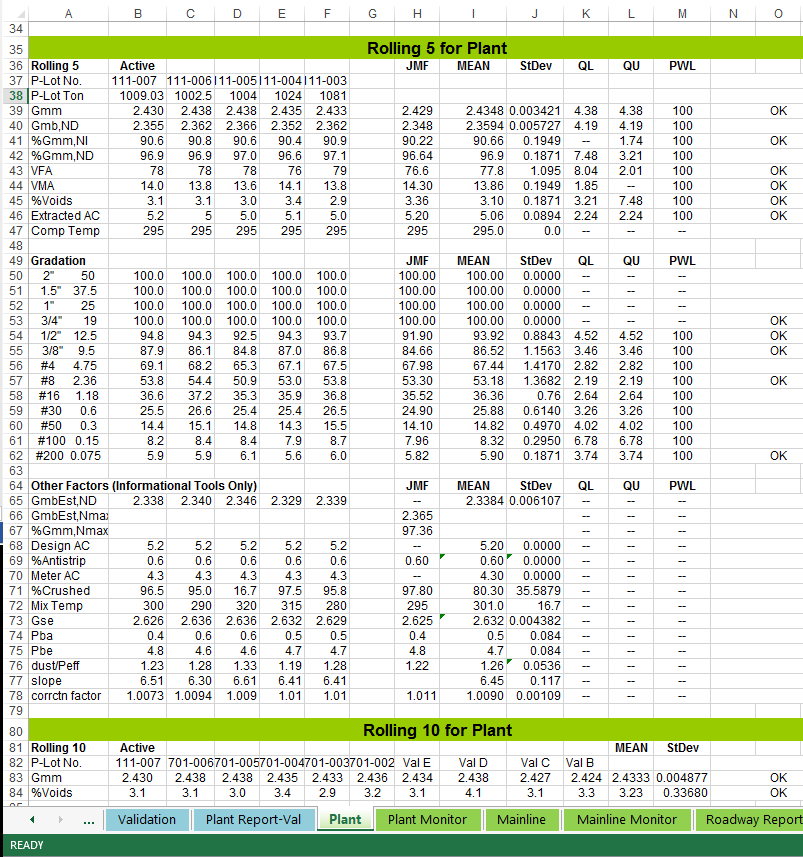 A B C D E F G H I J K L M N O
34
35 Rolling 5 for Plant
36 Rolling 5 Active JMF MEAN StDev QL QU PWL
37 P-Lot No. 111-007 111-006 111-005 111-004 111-003
38 P-Lot Ton 1009.03 1002.5 1004 1024 1081
39 Gmm 2.430 2.438 2.438 2.435 2.433 2.429 2.4348 0.003421 4.38 4.38 100 OK
40 Gmb,ND 2.355 2.362 2.366 2.352 2.362 2.348 2.3594 0.005727 4.19 4.19 100
41 %Gmm,NI 90.6 90.8 90.6 90.4 90.9 90.22 90.66 0.1949 -- 1.74 100 OK
42 %Gmm,ND 96.9 96.9 97.0 96.6 97.1 96.64 96.9 0.1871 7.48 3.21 100
43 VFA 78 78 78 76 79 76.6 77.8 1.095 8.04 2.01 100 OK
44 VMA 14.0 13.8 13.6 14.1 13.8 14.30 13.86 0.1949 1.85 -- 100 OK
45 %Voids 3.1 3.1 3.0 3.4 2.9 3.36 3.10 0.1871 3.21 7.48 100 OK
46 Extracted AC 5.2 5 5.0 5.1 5.0 5.20 5.06 0.0894 2.24 2.24 100 OK
47 Comp Temp 295 295.0 295 295 295 295 295.0 0.0 -- -- --
48
49 Gradation JMF MEAN StDev QL QU PWL
50 2" 50 100.0 100.0 100.0 100.0 100.0 100.00 100.00 0.0000 -- -- --
51 1.5" 37.5 100.0 100.0 100.0 100.0 100.0 100.00 100.00 0.0000 -- -- --
52 1" 25 100.0 100.0 100.0 100.0 100.0 100.00 100.00 0.0000 -- -- --
53 3/4" 19 100.0 100.0 100.0 100.0 100.0 100.00 100.00 0.0000 -- -- -- OK
54 1/2" 12.5 94.8 94.3 92.5 94.3 93.7 91.90 93.92 0.8843 4.52 4.52 100 OK
55 3/8" 9.5 87.9 86.1 84.8 87.0 86.8 84.66 86.52 1.1563 3.46 3.46 100 OK
56 #4 4.75 69.1 68.2 65.3 67.1 67.5 67.98 67.44 1.4170 2.82 2.82 100
57 #8 2.36 53.8 54.4 50.9 53.0 53.8 53.30 53.18 1.3682 2.19 2.19 100 OK
58 #16 1.18 36.6 37.2 35.3 35.9 36.8 35.52 36.36 0.76 2.64 2.64 100
59 #30 0.6 25.5 26.6 25.4 25.4 26.5 24.90 25.88 0.6140 3.26 3.26 100
60 #50 0.3 14.4 15.1 14.8 14.3 15.5 14.10 14.82 0.4970 4.02 4.02 100
61 #100 0.15 8.2 8.4 8.4 7.9 8.7 7.96 8.32 0.2950 6.78 6.78 100
62 #200 0.075 5.9 5.9 6.1 5.6 6.0 5.82 5.90 0.1871 3.74 3.74 100 OK
63
64 Other Factors (Informational Tools Only) JMF MEAN StDev QL QU PWL
65 GmbEst,ND 2.338 2.340 2.346 2.329 2.339 -- 2.3384 0.006107 -- -- --
66 GmbEst,Nmax 2.365 -- -- --
67 %Gmm,Nmax 97.36 -- -- --
68 Design AC 5.2 5.2 5.2 5.2 5.2 -- 5.20 0.0000 -- -- --
69 %Antistrip 0.6 0.6 0.6 0.6 0.6 0.60 0.60 0.0000 -- -- --
70 Meter AC 4.3 4.3 4.3 4.3 4.3 -- 4.30 0.0000 -- -- --
71 %Crushed 96.5 95.0 16.7 97.5 95.8 97.80 80.30 35.5879 -- -- --
72 Mix Temp 300 290 320 315 280 295 301.0 16.7 -- -- --
73 Gse 2.626 2.636 2.636 2.632 2.629 2.625 2.632 0.004382 -- -- --
74 Pba 0.4 0.6 0.6 0.5 0.5 0.4 0.5 0.084 -- -- --
75 Pbe 4.8 4.6 4.6 4.7 4.7 4.8 4.7 0.084 -- -- --
76 dust/Peff 1.23 1.28 1.33 1.19 1.28 1.22 1.26 0.0536 -- -- --
77 slope 6.51 6.30 6.61 6.41 6.41 6.45 0.117 -- -- --
78 corrctn factor 1.0073 1.0094 1.009 1.01 1.01 1.011 1.0090 0.00109 -- -- --
79
80 Rolling 10 for Plant
81 Rolling 10 Active MEAN StDev
82 P-Lot No. 111-007 701-006 701-005 701-004 701-003 701-002 Val E Val D Val C Val B
83 Gmm 2.430 2.438 2.438 2.435 2.433 2.436 2.434 2.438 2.427 2.424 2.4333 0.004877 OK
84 %Voids 3.1 3.1 3.0 3.4 2.9 3.2 3.1 4.1 3.1 3.3 3.23 0.33680 OK
... Validation Plant Report-Val Plant Plant Monitor Mainline Mainline Monitor Roadway Report
READY